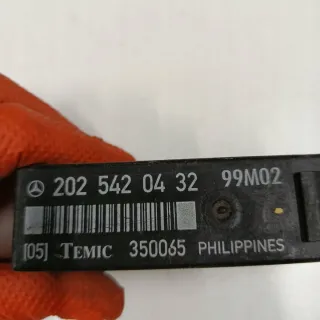 202 542 04 32 99M02
[05] TEMIC 350065 PHILIPPINES